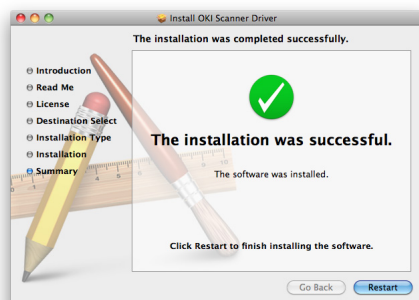 Install OKI Scanner Driver
The installation was completed successfully.
Introduction
Read Me
License
Destination Select
Installation Type
Installation
Summary
The installation was successful.
The software was installed.
Click Restart to finish installing the software.
Go Back
Restart